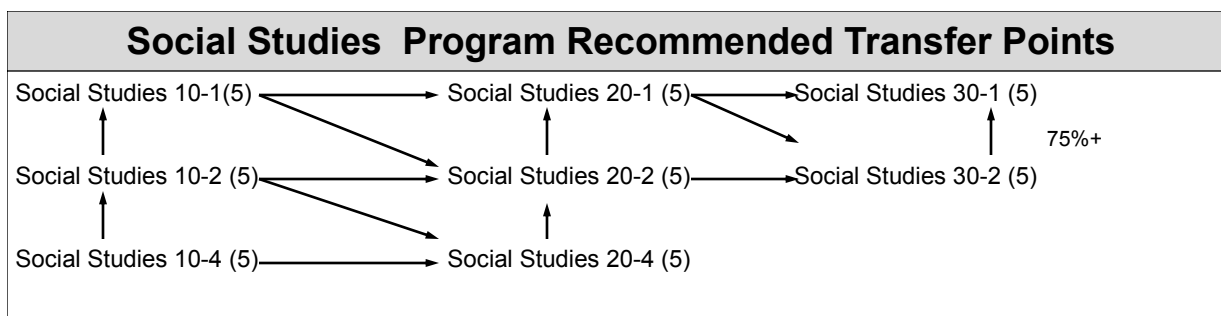 Social Studies  Program Recommended Transfer Points
Social Studies 10-1(5) Social Studies 20-1 (5) Social Studies 30-1 (5)
75%+
Social Studies 10-2 (5) Social Studies 20-2 (5) Social Studies 30-2 (5)
Social Studies 10-4 (5) Social Studies 20-4 (5)